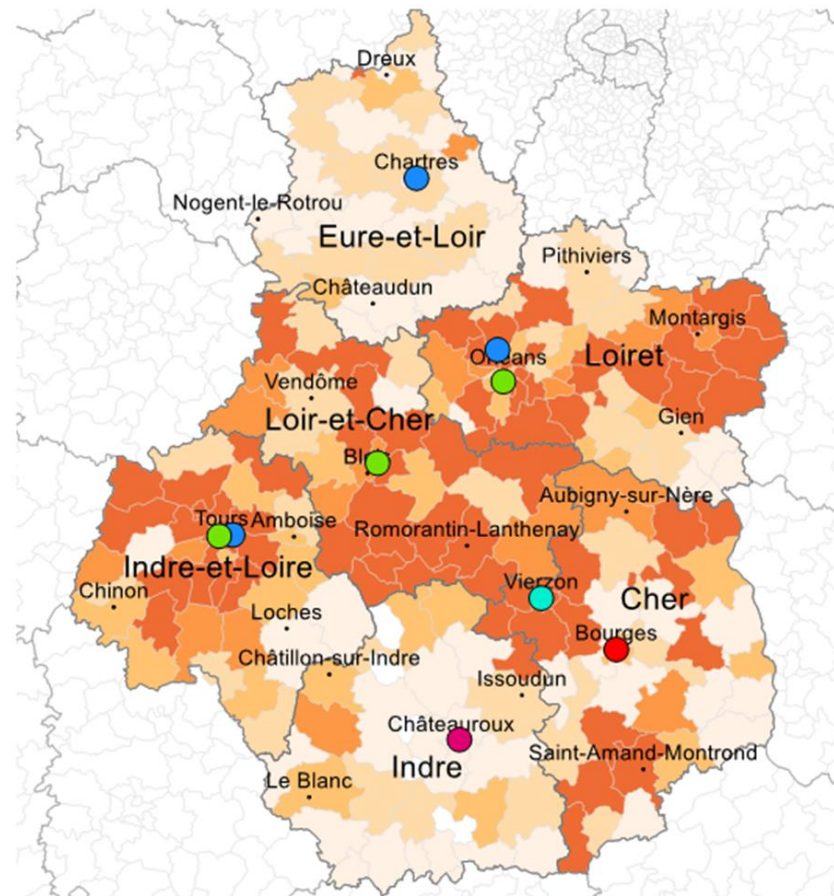 Dreux
Chartres
Nogent-le-Rotrou
Eure-et-Loir
Pithiviers
Châteaudun
Montargis
Orléans
Loiret
Vendôme
Loir-et-Cher
Gien
Aubigny-sur-Nère
Tours
Amboise
Romorantin-Lanthenay
Indre-et-Loire
Vierzon
Chinon
Cher
Loches
Bourges
Châtillon-sur-Indre
Issoudun
Châteauroux
Saint-Amand-Montrond
Indre
Le Blanc